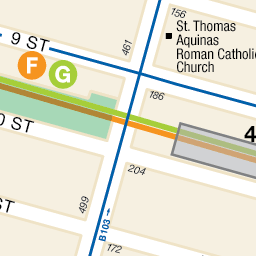 156
St. Thomas
Aquinas
Roman Catholic
Church
9 ST
461
F
G
186
0 ST
4
204
499
ST
B103
172